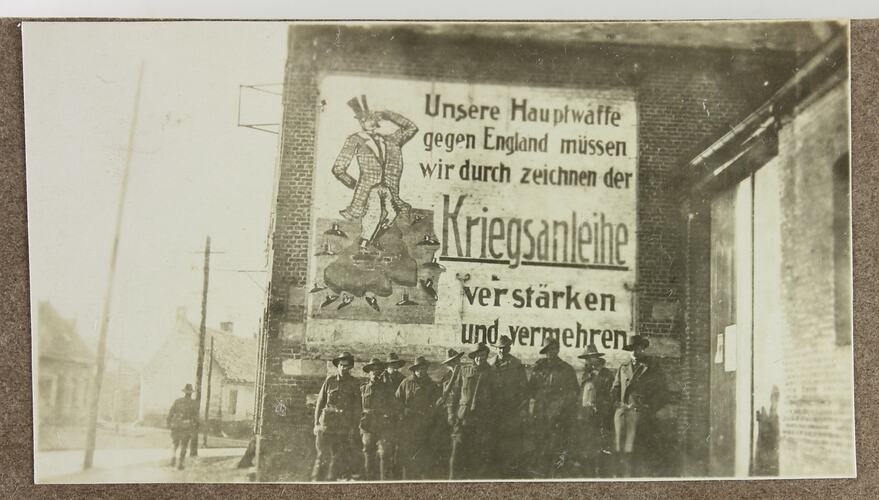 Unsere Hauptwaffe
gegen England müssen
wir durch zeichnen der
Kriegsanleihe
verstärken
und vermehren